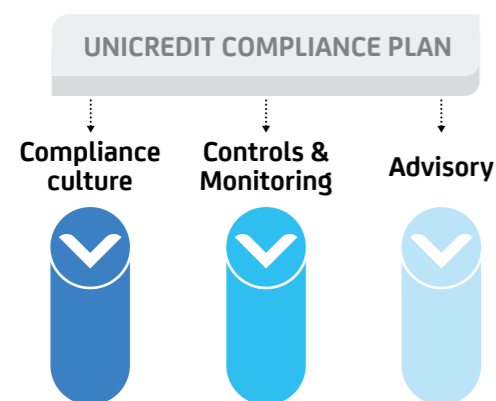 UNICREDIT COMPLIANCE PLAN
Compliance
culture
Controls &
Monitoring
Advisory